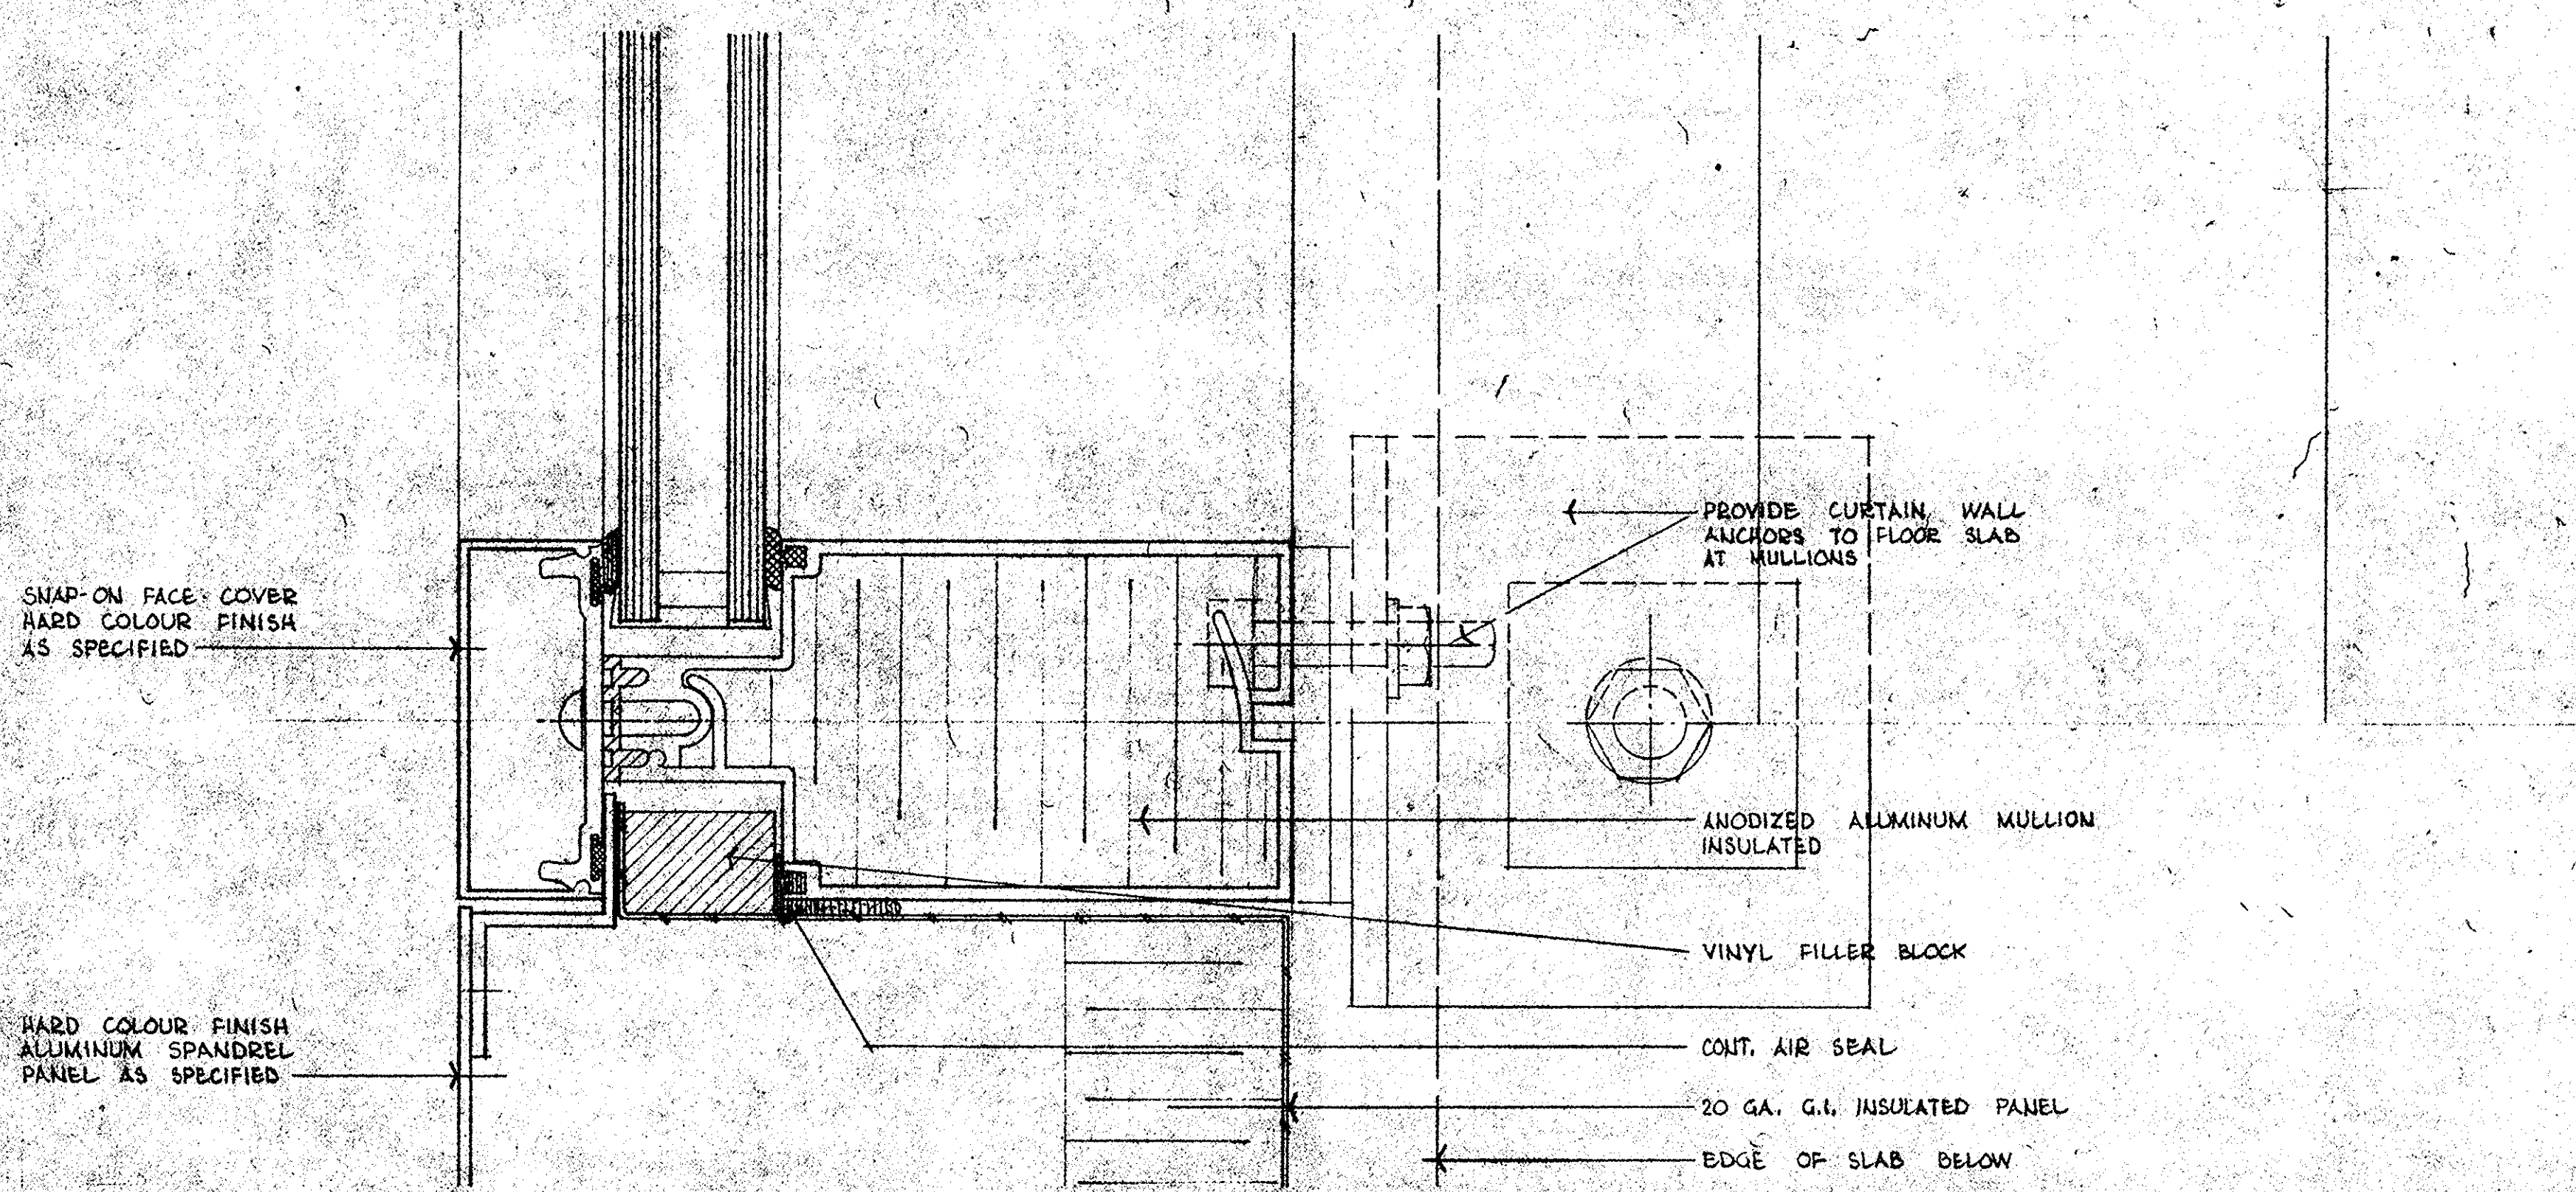 SNAP-ON FACE COVER
HARD COLOUR FINISH
AS SPECIFIED
HARD COLOUR FINISH
ALUMINUM SPANDREL
PANEL AS SPECIFIED
PROVIDE CURTAIN WALL
ANCHORS TO FLOOR SLAB
AT MULLIONS
ANODIZED ALUMINUM MULLION
INSULATED
VINYL FILLER BLOCK
CONT. AIR SEAL
20 GA. G.I. INSULATED PANEL
EDGE OF SLAB BELOW